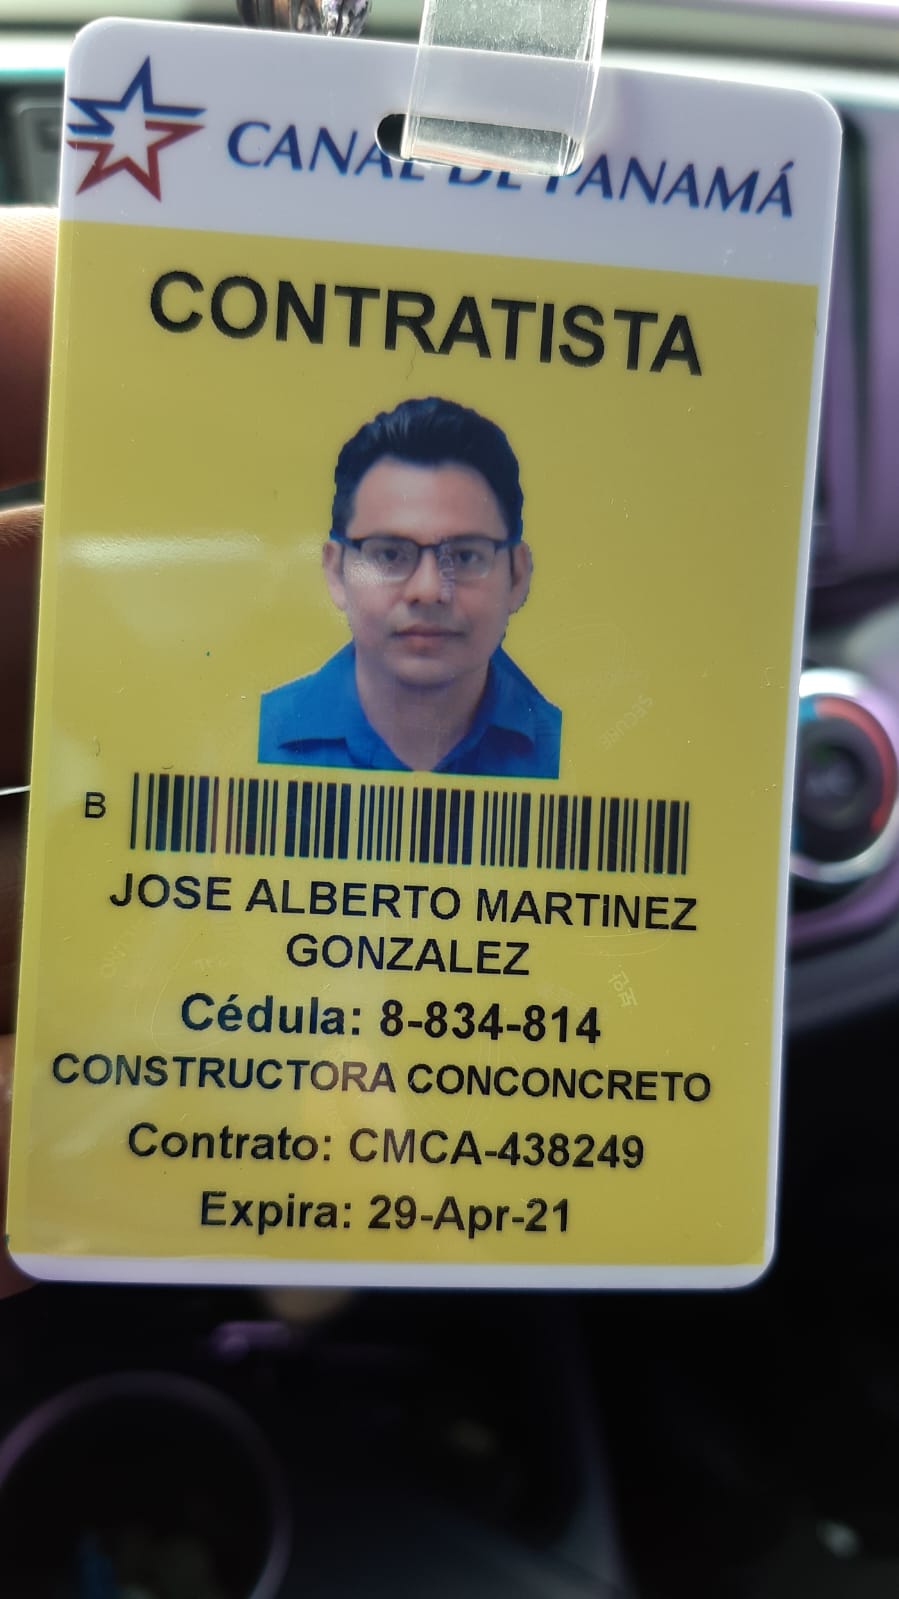 CANAL DE PANAMÁ
CONTRATISTA
B
JOSE ALBERTO MARTINEZ
GONZALEZ
Cédula: 8-834-814
CONSTRUCTORA CONCONCRETO
Contrato: CMCA-438249
Expira: 29-Apr-21